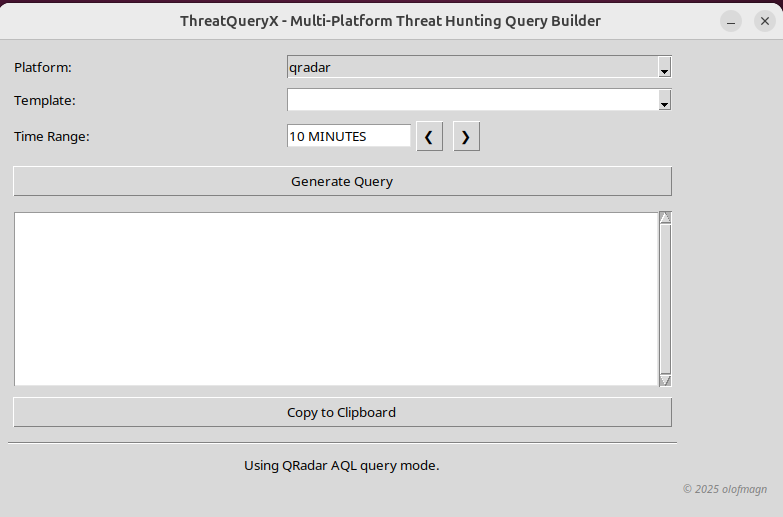 ThreatQueryX - Multi-Platform Threat Hunting Query Builder
Platform:
qradar
Template:
Time Range:
10 MINUTES
❮
❯
Generate Query
Copy to Clipboard
Using QRadar AQL query mode.
© 2025 olofmagn